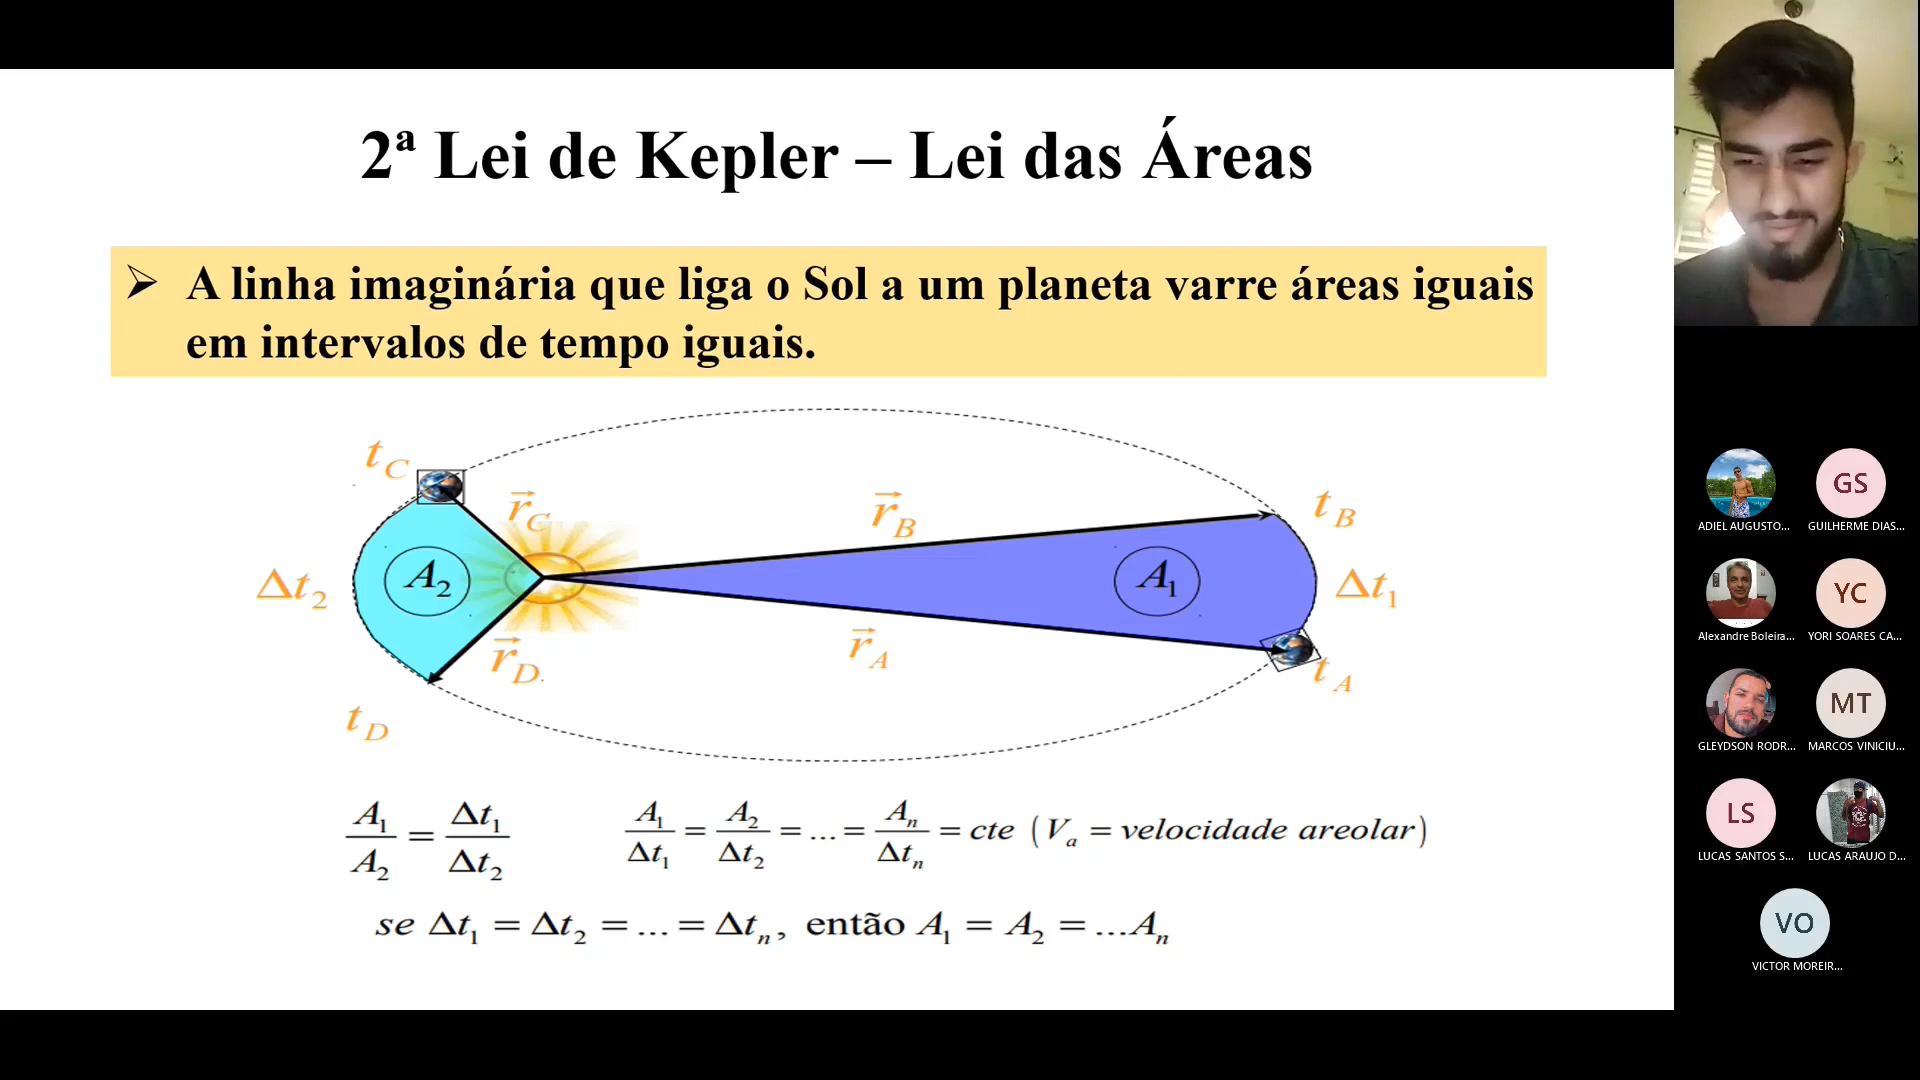 2ª Lei de Kepler – Lei das Áreas
➢ A linha imaginária que liga o Sol a um planeta varre áreas iguais
em intervalos de tempo iguais.
t_C
r⃗_C
r⃗_B
t_B
A_2
A_1
Δt_2
Δt_1
r⃗_D
r⃗_A
t_A
t_D
A_1/A_2 = Δt_1/Δt_2
A_1/Δt_1 = A_2/Δt_2 = ... = A_n/Δt_n = cte (V_a = velocidade areolar)
se Δt_1 = Δt_2 = ... = Δt_n, então A_1 = A_2 = ...A_n
ADIEL AUGUSTO...
GS
GUILHERME DIAS...
Alexandre Boleira...
YC
YORI SOARES CA...
GLEYDSON RODR...
MT
MARCOS VINICIU...
LS
LUCAS SANTOS S...
LUCAS ARAUJO D...
VO
VICTOR MOREIR...